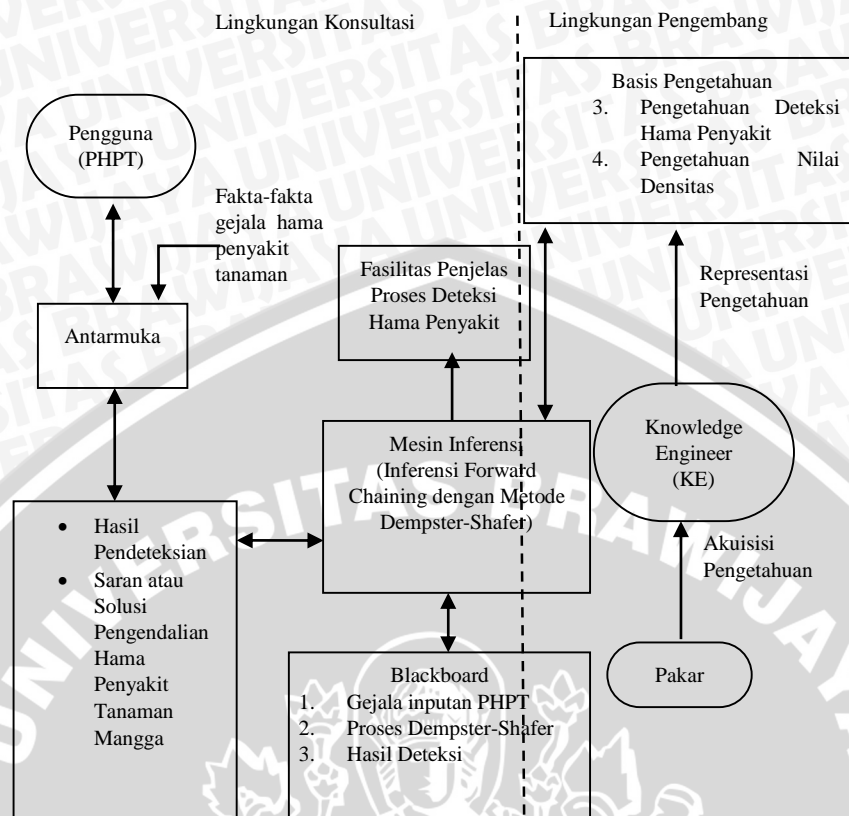 Lingkungan Konsultasi
Lingkungan Pengembang
Basis Pengetahuan
3. Pengetahuan Deteksi
Hama Penyakit
4. Pengetahuan Nilai
Densitas
Pengguna
(PHPT)
Fakta-fakta
gejala hama
penyakit
tanaman
Fasilitas Penjelas
Proses Deteksi
Hama Penyakit
Representasi
Pengetahuan
Antarmuka
Mesin Inferensi
(Inferensi Forward
Chaining dengan Metode
Dempster-Shafer)
Knowledge
Engineer
(KE)
• Hasil
Pendeteksian
• Saran atau
Solusi
Pengendalian
Hama
Penyakit
Tanaman
Mangga
Akuisisi
Pengetahuan
Blackboard
1. Gejala inputan PHPT
2. Proses Dempster-Shafer
3. Hasil Deteksi
Pakar
UNIVERSITAS BRAWIJAYA